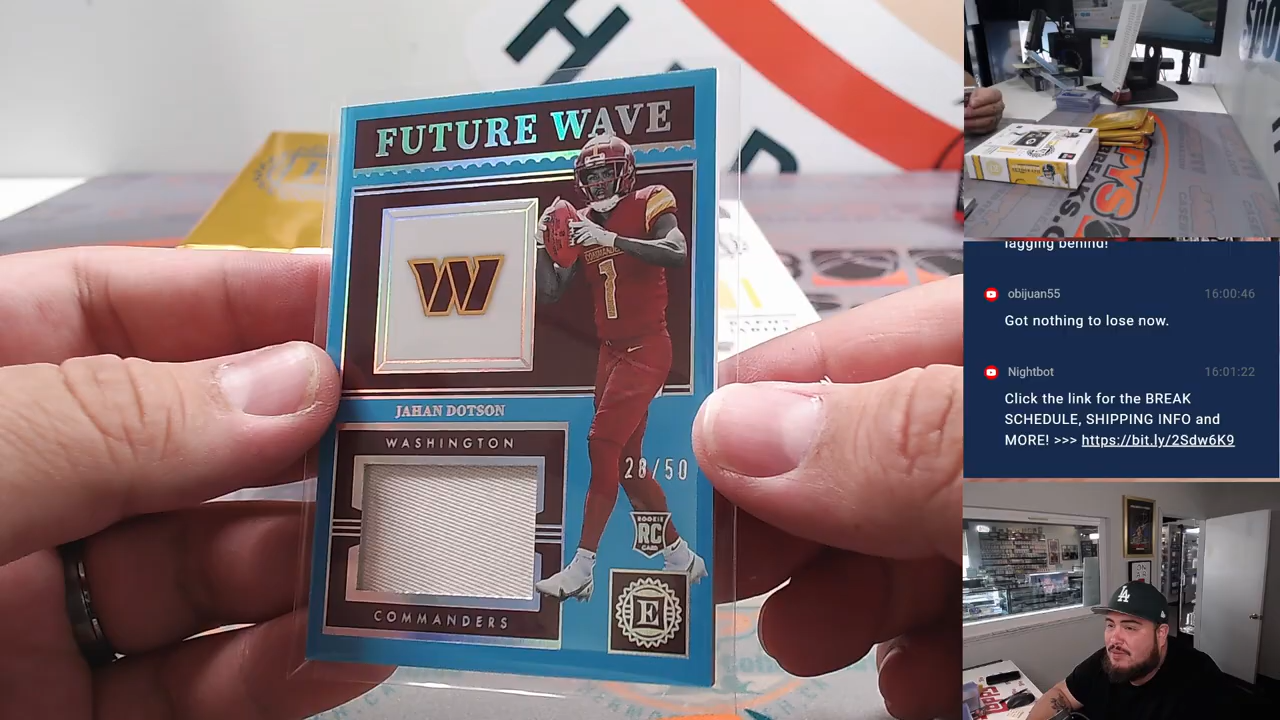 FUTURE WAVE
COMMANDERS
1
W
JAHAN DOTSON
WASHINGTON
28/50
ROOKIE
RC
CARD
E
COMMANDERS
lagging behind!
obijuan55 16:00:46
Got nothing to lose now.
Nightbot 16:01:22
Click the link for the BREAK
SCHEDULE, SHIPPING INFO and
MORE! >>> https://bit.ly/2Sdw6K9
LA